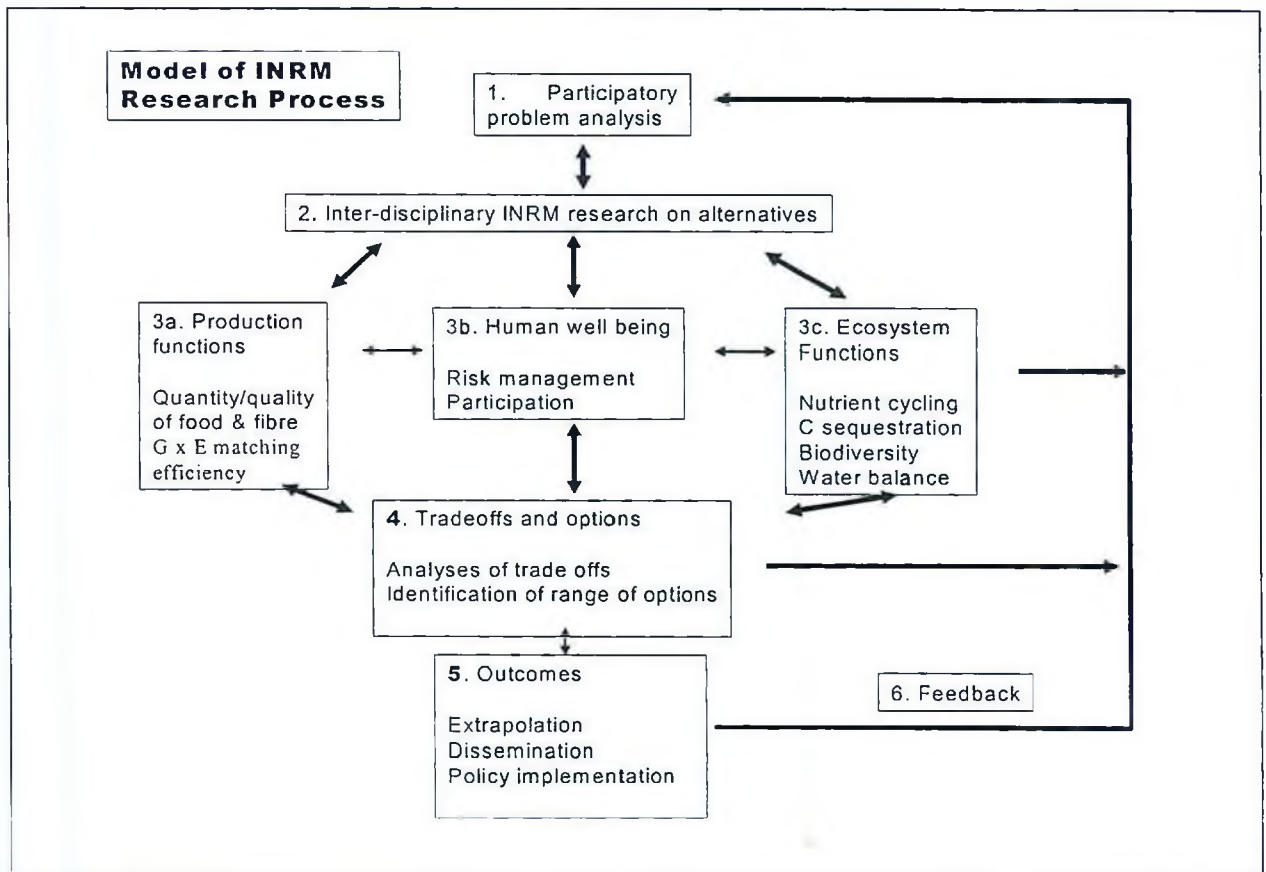 Model of INRM
Research Process
1. Participatory
problem analysis
2. Inter-disciplinary INRM research on alternatives
3a. Production
functions
Quantity/quality
of food & fibre
G x E matching
efficiency
3b. Human well being
Risk management
Participation
3c. Ecosystem
Functions
Nutrient cycling
C sequestration
Biodiversity
Water balance
4. Tradeoffs and options
Analyses of trade offs
Identification of range of options
5. Outcomes
Extrapolation
Dissemination
Policy implementation
6. Feedback